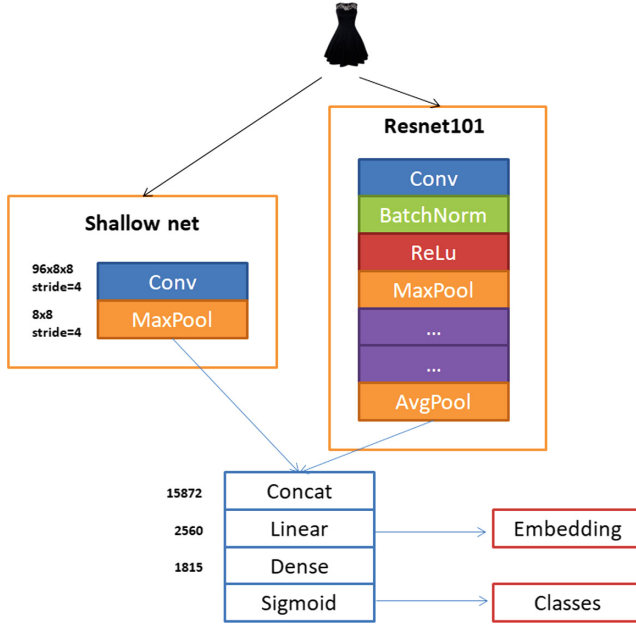 Resnet101
Conv
BatchNorm
ReLu
MaxPool
...
...
AvgPool
Shallow net
96x8x8
stride=4
Conv
8x8
stride=4
MaxPool
15872
Concat
2560
Linear
Embedding
1815
Dense
Sigmoid
Classes